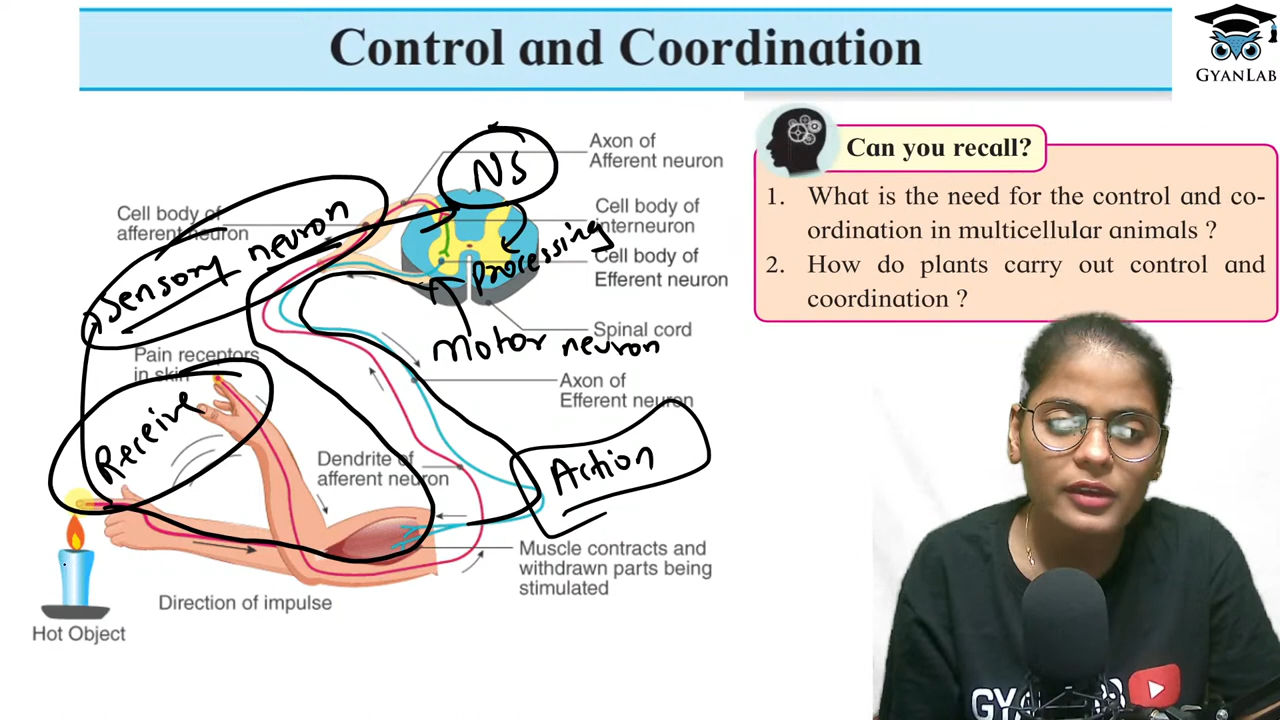 Control and Coordination
GYANLAB
Axon of
Afferent neuron
NS
Cell body of
afferent neuron
Sensory neuron
Cell body of
interneuron
Processing
Cell body of
Efferent neuron
Spinal cord
Motor neuron
Pain receptors
in skin
Receive
Axon of
Efferent neuron
Action
Dendrite of
afferent neuron
Muscle contracts and
withdrawn parts being
stimulated
Direction of impulse
Hot Object
Can you recall?
1. What is the need for the control and co-
ordination in multicellular animals ?
2. How do plants carry out control and
coordination ?